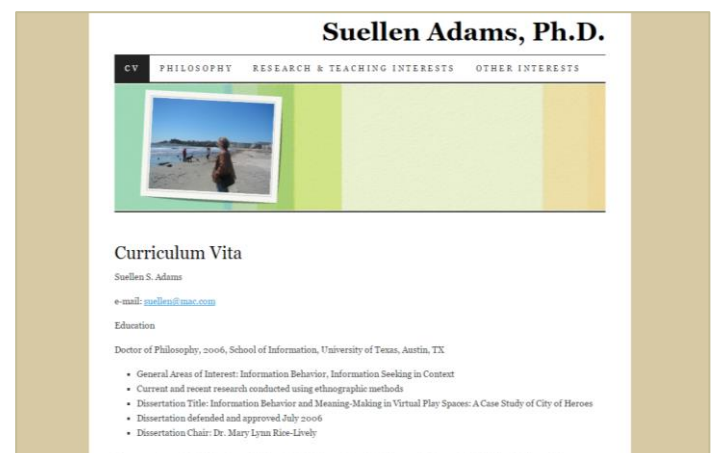 Suellen Adams, Ph.D.
CV PHILOSOPHY RESEARCH & TEACHING INTERESTS OTHER INTERESTS
Curriculum Vita
Suellen S. Adams
e-mail: suellen@mac.com
Education
Doctor of Philosophy, 2006, School of Information, University of Texas, Austin, TX
• General Areas of Interest: Information Behavior, Information Seeking in Context
• Current and recent research conducted using ethnographic methods
• Dissertation Title: Information Behavior and Meaning-Making in Virtual Play Spaces: A Case Study of City of Heroes
• Dissertation defended and approved July 2006
• Dissertation Chair: Dr. Mary Lynn Rice-Lively